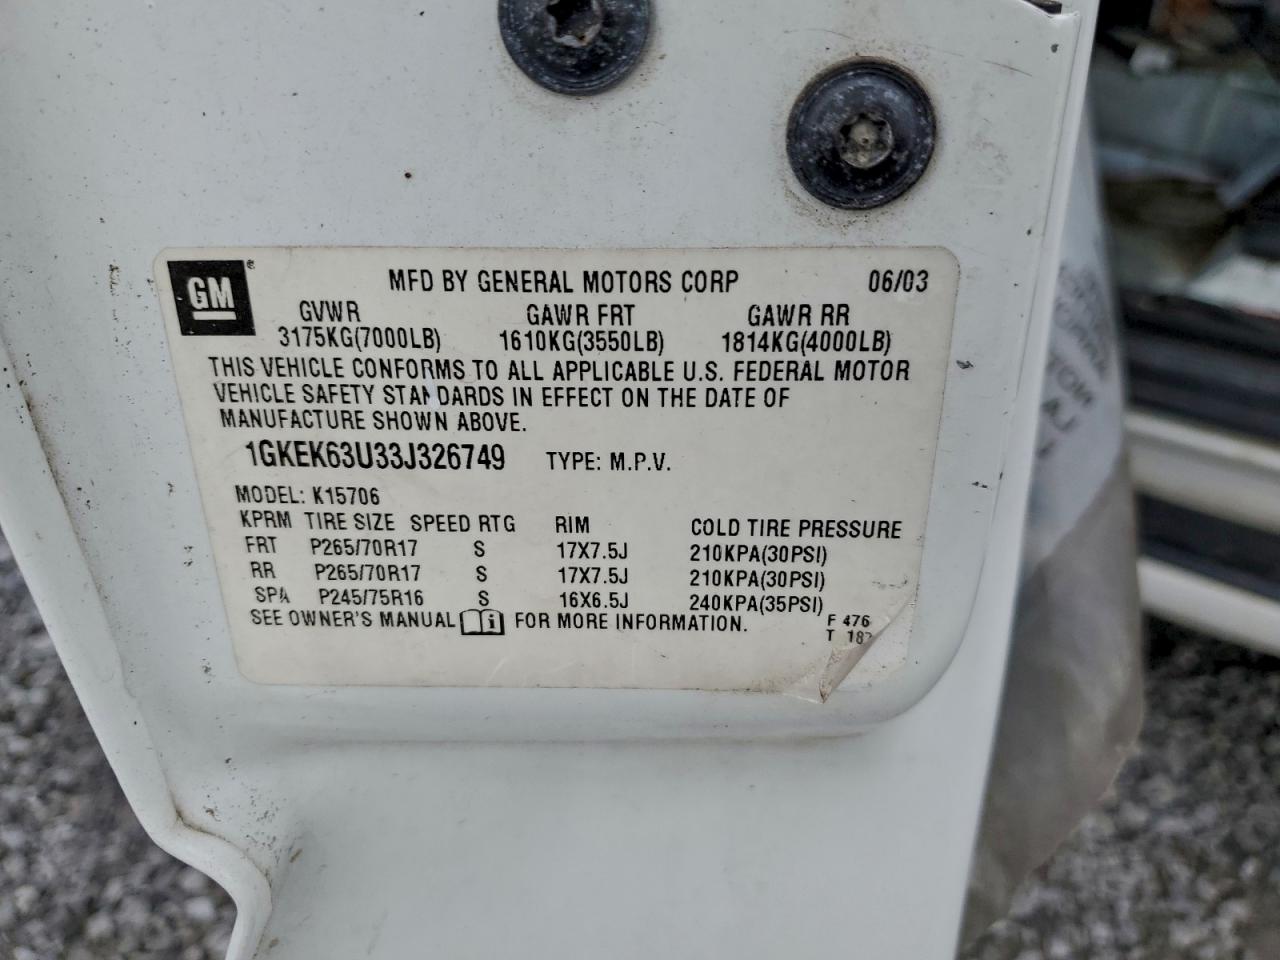 GM® MFD BY GENERAL MOTORS CORP 06/03
GVWR GAWR FRT GAWR RR
3175KG(7000LB) 1610KG(3550LB) 1814KG(4000LB)
THIS VEHICLE CONFORMS TO ALL APPLICABLE U.S. FEDERAL MOTOR
VEHICLE SAFETY STANDARDS IN EFFECT ON THE DATE OF
MANUFACTURE SHOWN ABOVE.
1GKEK63U33J326749 TYPE: M.P.V.
MODEL: K15706
KPRM TIRE SIZE SPEED RTG RIM COLD TIRE PRESSURE
FRT P265/70R17 S 17X7.5J 210KPA(30PSI)
RR P265/70R17 S 17X7.5J 210KPA(30PSI)
SPA P245/75R16 S 16X6.5J 240KPA(35PSI)
SEE OWNER'S MANUAL i FOR MORE INFORMATION.
F 476
T